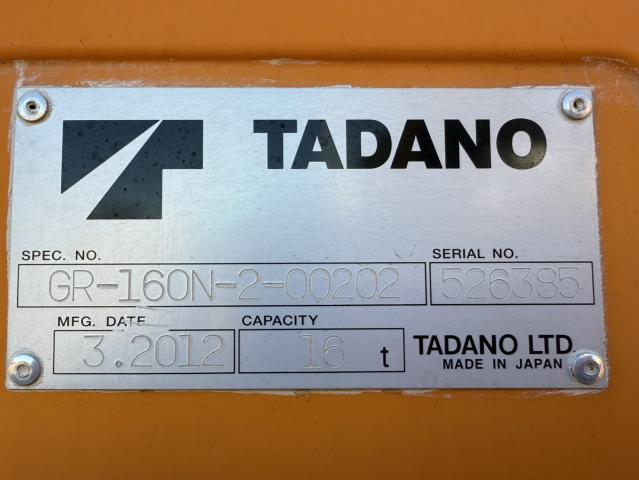 TADANO
SPEC. NO. SERIAL NO.
GR-160N-2-00202 526385
MFG. DATE CAPACITY
3.2012 16 t TADANO LTD
MADE IN JAPAN